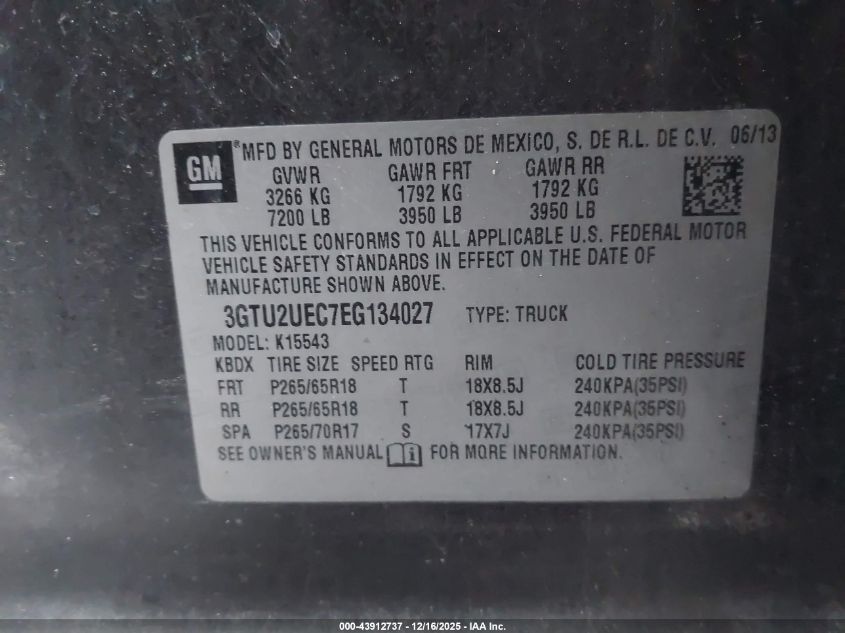 GM
®MFD BY GENERAL MOTORS DE MEXICO, S. DE R.L. DE C.V. 06/13
GVWR GAWR FRT GAWR RR
3266 KG 1792 KG 1792 KG
7200 LB 3950 LB 3950 LB
THIS VEHICLE CONFORMS TO ALL APPLICABLE U.S. FEDERAL MOTOR
VEHICLE SAFETY STANDARDS IN EFFECT ON THE DATE OF
MANUFACTURE SHOWN ABOVE.
3GTU2UEC7EG134027 TYPE: TRUCK
MODEL: K15543
KBDX TIRE SIZE SPEED RTG RIM COLD TIRE PRESSURE
FRT P265/65R18 T 18X8.5J 240KPA(35PSI)
RR P265/65R18 T 18X8.5J 240KPA(35PSI)
SPA P265/70R17 S 17X7J 240KPA(35PSI)
SEE OWNER'S MANUAL i FOR MORE INFORMATION.
000-43912737 - 12/16/2025 - IAA Inc.